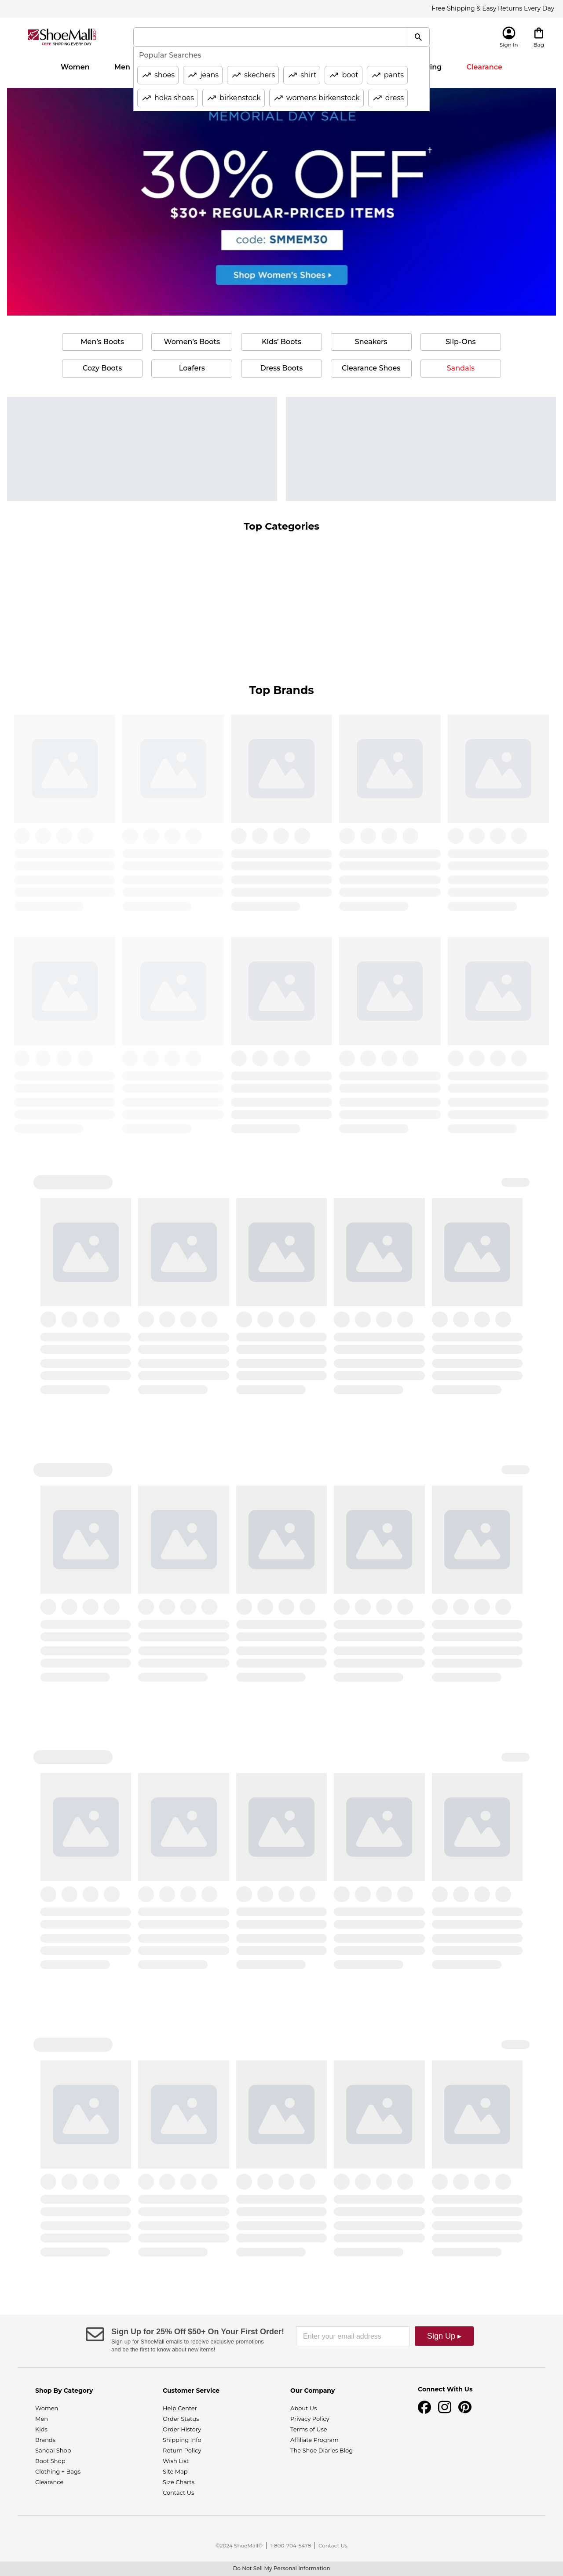 Free Shipping & Easy Returns Every Day
ShoeMall
FREE SHIPPING EVERY DAY
Sign In
Bag
Popular Searches
shoes
jeans
skechers
shirt
boot
pants
hoka shoes
birkenstock
womens birkenstock
dress
Women
Men
ing
Clearance
MEMORIAL DAY SALE
30% OFF†
$30+ REGULAR-PRICED ITEMS
code: SMMEM30
Shop Women's Shoes ▸
Men's Boots
Women's Boots
Kids' Boots
Sneakers
Slip-Ons
Cozy Boots
Loafers
Dress Boots
Clearance Shoes
Sandals
Top Categories
Top Brands
Sign Up for 25% Off $50+ On Your First Order!
Sign up for ShoeMall emails to receive exclusive promotions
and be the first to know about new items!
Enter your email address
Sign Up ▸
Shop By Category
Women
Men
Kids
Brands
Sandal Shop
Boot Shop
Clothing + Bags
Clearance
Customer Service
Help Center
Order Status
Order History
Shipping Info
Return Policy
Wish List
Site Map
Size Charts
Contact Us
Our Company
About Us
Privacy Policy
Terms of Use
Affiliate Program
The Shoe Diaries Blog
Connect With Us
©2024 ShoeMall® | 1-800-704-5478 | Contact Us
Do Not Sell My Personal Information